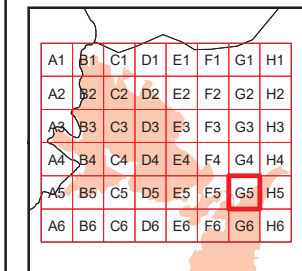 A1 B1 C1 D1 E1 F1 G1 H1
A2 B2 C2 D2 E2 F2 G2 H2
A3 B3 C3 D3 E3 F3 G3 H3
A4 B4 C4 D4 E4 F4 G4 H4
A5 B5 C5 D5 E5 F5 G5 H5
A6 B6 C6 D6 E6 F6 G6 H6